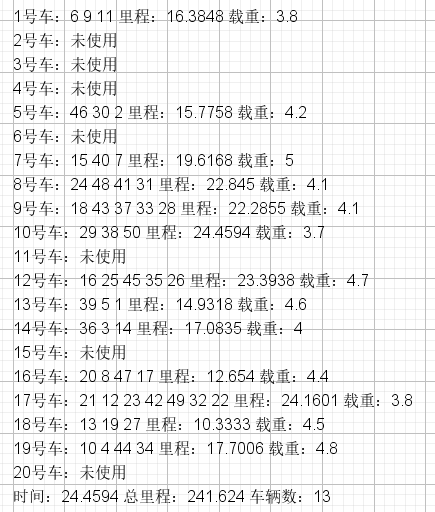 1号车：6 9 11 里程：16.3848 载重：3.8
2号车：未使用
3号车：未使用
4号车：未使用
5号车：46 30 2 里程：15.7758 载重：4.2
6号车：未使用
7号车：15 40 7 里程：19.6168 载重：5
8号车：24 48 41 31 里程：22.845 载重：4.1
9号车：18 43 37 33 28 里程：22.2855 载重：4.1
10号车：29 38 50 里程：24.4594 载重：3.7
11号车：未使用
12号车：16 25 45 35 26 里程：23.3938 载重：4.7
13号车：39 5 1 里程：14.9318 载重：4.6
14号车：36 3 14 里程：17.0835 载重：4
15号车：未使用
16号车：20 8 47 17 里程：12.654 载重：4.4
17号车：21 12 23 42 49 32 22 里程：24.1601 载重：3.8
18号车：13 19 27 里程：10.3333 载重：4.5
19号车：10 4 44 34 里程：17.7006 载重：4.8
20号车：未使用
时间：24.4594 总里程：241.624 车辆数：13